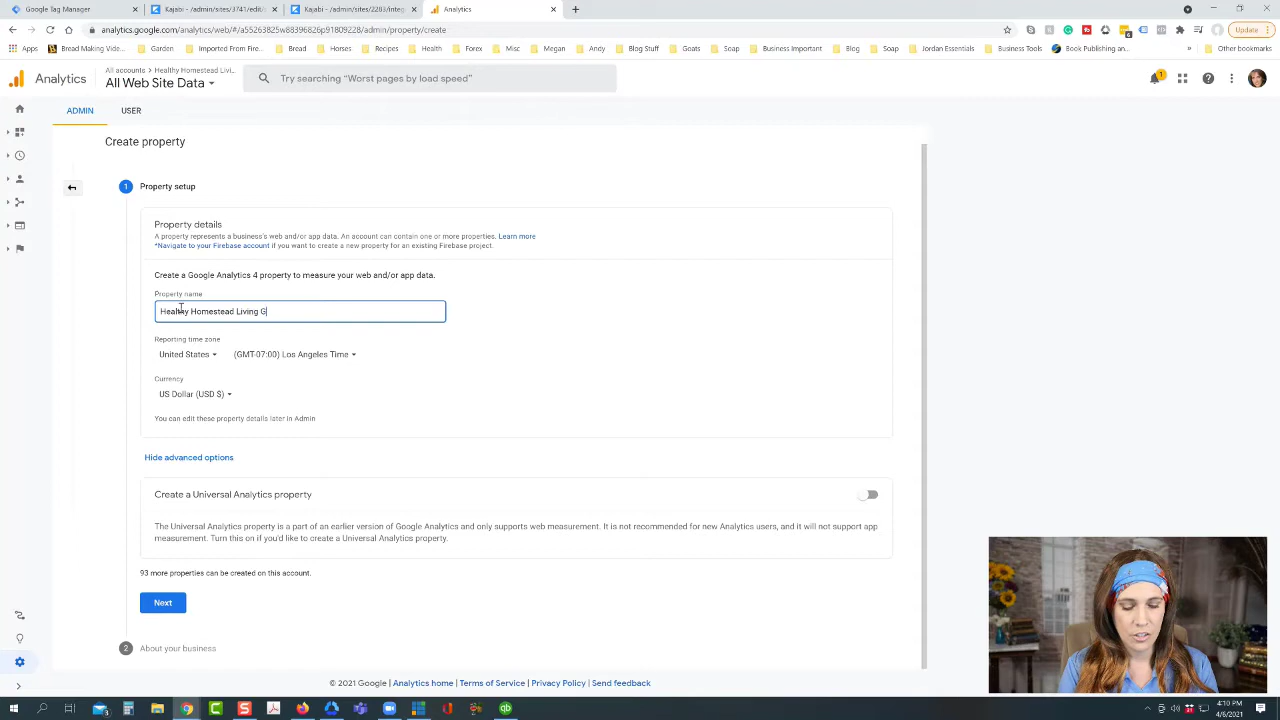 Google Tag Manager
Kajabi - /admin/sites/3741/edit/
Kajabi - /admin/sites/2203/integ
Analytics
analytics.google.com/analytics/web/#/a55263825w88396826p91809228/admin/property/create
Update
Apps
Bread Making Vide...
Garden
Imported From Fire...
Bread
Horses
Recipes
Health
Forex
Misc
Megan
Andy
Blog Stuff
Goats
Soap
Business Important
Blog
Soap
Jordan Essentials
Business Tools
Book Publishing an...
»
Other bookmarks
Analytics
All accounts > Healthy Homestead Livi...
All Web Site Data
Try searching “Worst pages by load speed”
1
ADMIN
USER
Create property
1
Property setup
Property details
A property represents a business's web and/or app data. An account can contain one or more properties. Learn more
*Navigate to your Firebase account if you want to create a new property for an existing Firebase project.
Create a Google Analytics 4 property to measure your web and/or app data.
Property name
Healthy Homestead Living G
Reporting time zone
United States
(GMT-07:00) Los Angeles Time
Currency
US Dollar (USD $)
You can edit these property details later in Admin
Hide advanced options
Create a Universal Analytics property
The Universal Analytics property is a part of an earlier version of Google Analytics and only supports web measurement. It is not recommended for new Analytics users, and it will not support app
measurement. Turn this on if you'd like to create a Universal Analytics property.
93 more properties can be created on this account.
Next
2
About your business
© 2021 Google | Analytics home | Terms of Service | Privacy Policy | Send feedback
4:10 PM
4/6/2021